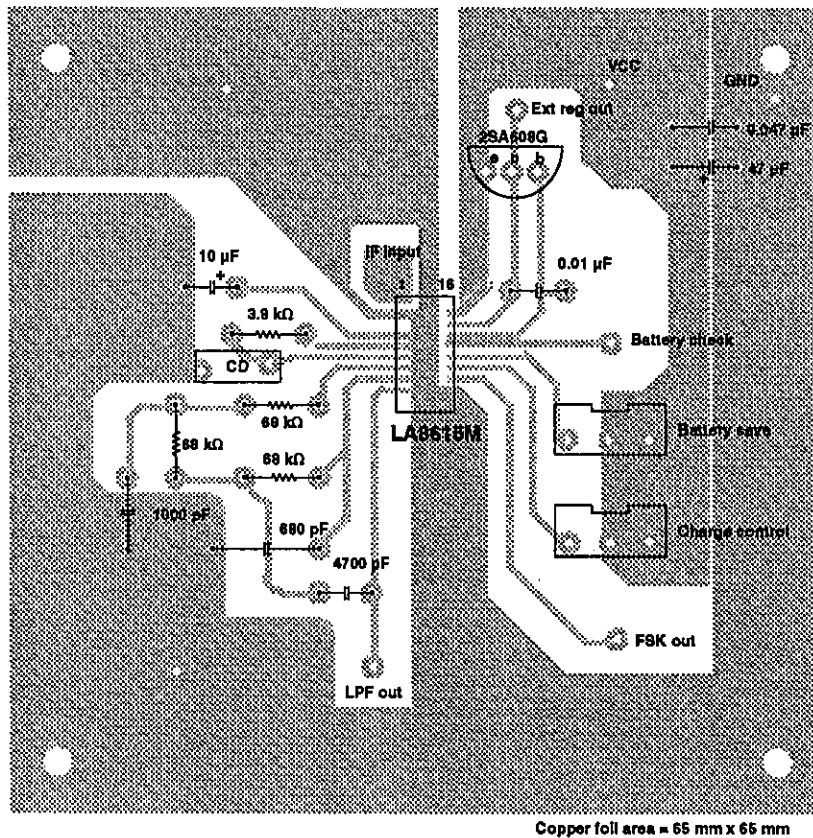 VCC
GND
Ext reg out
2SA608G
e b b
0.047 µF
47 µF
+
IF input
10 µF
+
1 16
0.01 µF
3.9 kΩ
Battery check
CD
68 kΩ
LA8615M
Battery save
68 kΩ
68 kΩ
1000 pF
680 pF
Charge control
4700 pF
FSK out
LPF out
Copper foil area = 65 mm x 65 mm